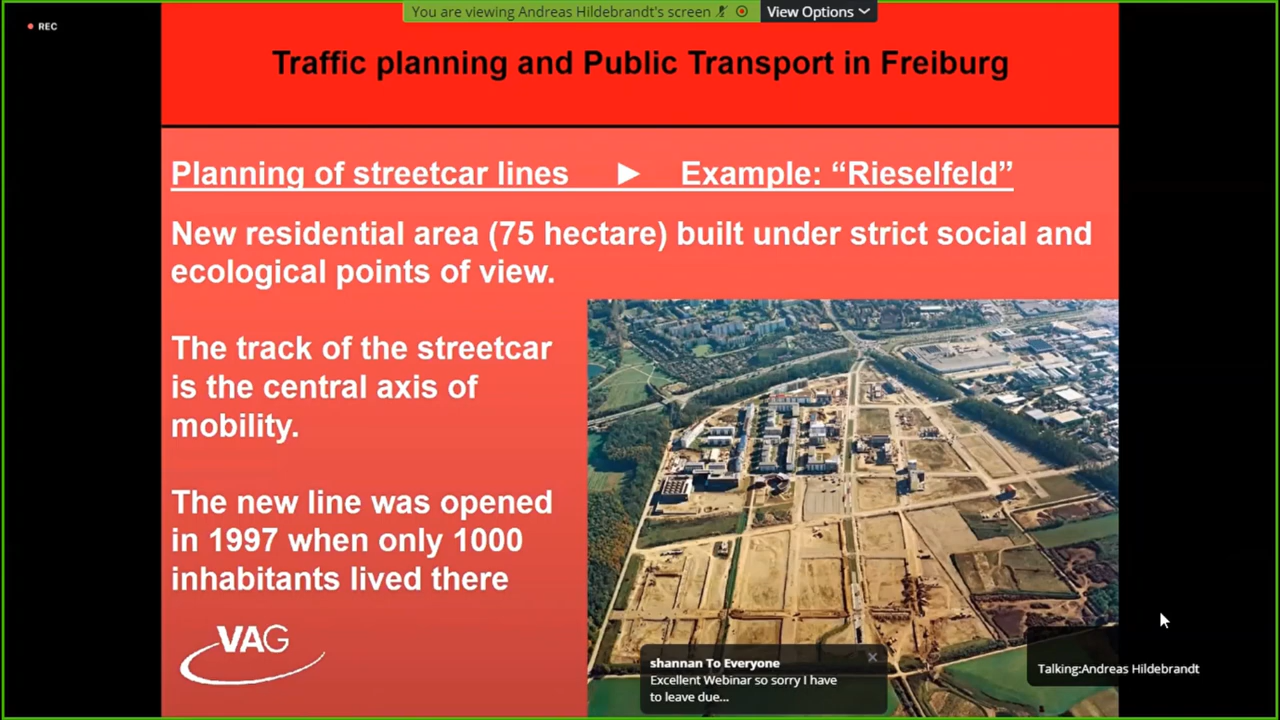 You are viewing Andreas Hildebrandt's screen
View Options
REC
Traffic planning and Public Transport in Freiburg
Planning of streetcar lines ► Example: “Rieselfeld”
New residential area (75 hectare) built under strict social and
ecological points of view.
The track of the streetcar
is the central axis of
mobility.
The new line was opened
in 1997 when only 1000
inhabitants lived there
VAG
shannan To Everyone
Excellent Webinar so sorry I have
to leave due...
Talking:Andreas Hildebrandt